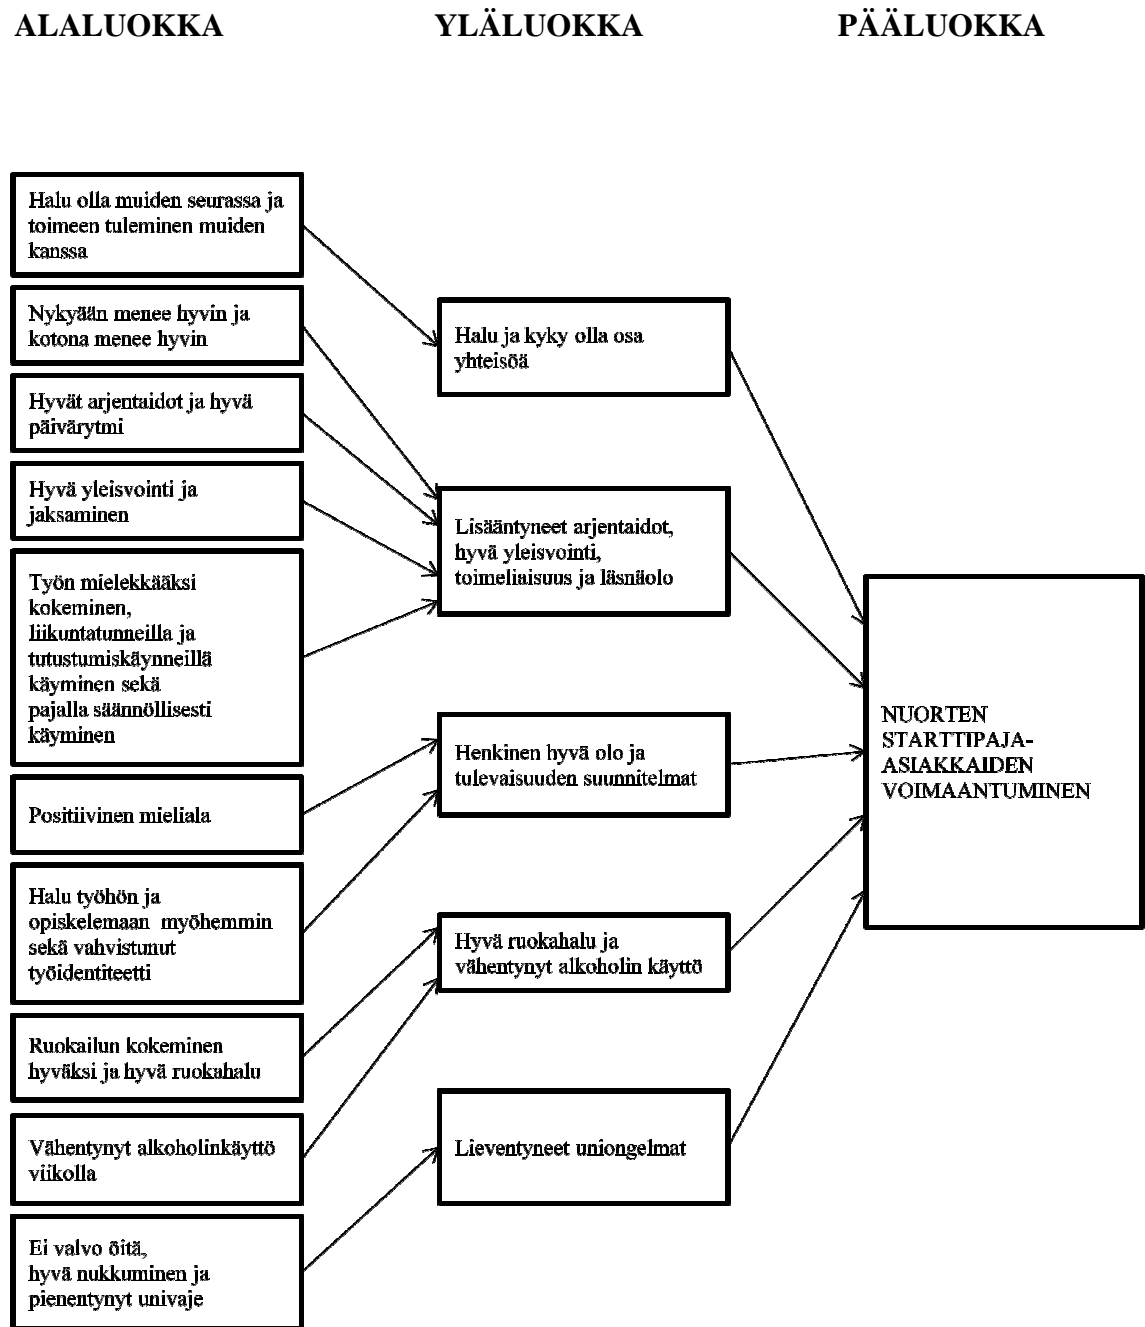 ALALUOKKA YLÄLUOKKA PÄÄLUOKKA
Halu olla muiden seurassa ja
toimeen tuleminen muiden
kanssa
Nykyään menee hyvin ja
kotona menee hyvin
Hyvät arjentaidot ja hyvä
päivärytmi
Hyvä yleisvointi ja
jaksaminen
Työn mielekkääksi
kokeminen,
liikuntatunneilla ja
tutustumiskäynneillä
käyminen sekä
pajalla säännöllisesti
käyminen
Positiivinen mieliala
Halu työhön ja
opiskelemaan myöhemmin
sekä vahvistunut
työidentiteetti
Ruokailun kokeminen
hyväksi ja hyvä ruokahalu
Vähentynyt alkoholinkäyttö
viikolla
Ei valvo öitä,
hyvä nukkuminen ja
pienentynyt univaje
Halu ja kyky olla osa
yhteisöä
Lisääntyneet arjentaidot,
hyvä yleisvointi,
toimeliaisuus ja läsnäolo
Henkinen hyvä olo ja
tulevaisuuden suunnitelmat
Hyvä ruokahalu ja
vähentynyt alkoholin käyttö
Lieventyneet uniongelmat
NUORTEN
STARTTIPAJA-
ASIAKKAIDEN
VOIMAANTUMINEN